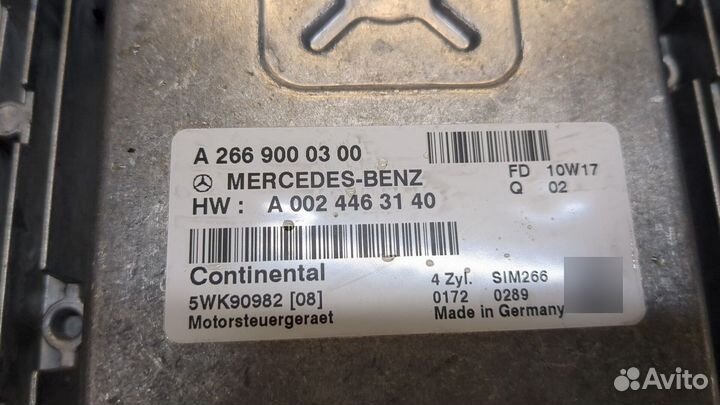 A 266 900 03 00
MERCEDES-BENZ
HW : A 002 446 31 40
FD 10W17
Q 02
Continental
5WK90982 [08]
Motorsteuergeraet
4 Zyl. SIM266
0172 0289
Made in Germany
Avito